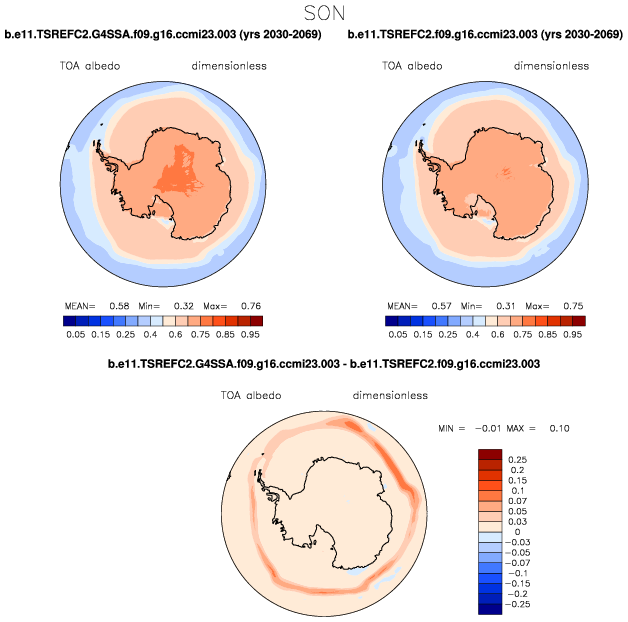 SON
b.e11.TSREFC2.G4SSA.f09.g16.ccmi23.003 (yrs 2030-2069) b.e11.TSREFC2.f09.g16.ccmi23.003 (yrs 2030-2069)
TOA albedo dimensionless TOA albedo dimensionless
MEAN= 0.58 Min= 0.32 Max= 0.76 MEAN= 0.57 Min= 0.31 Max= 0.75
0.05 0.15 0.25 0.4 0.6 0.75 0.85 0.95 0.05 0.15 0.25 0.4 0.6 0.75 0.85 0.95
b.e11.TSREFC2.G4SSA.f09.g16.ccmi23.003 - b.e11.TSREFC2.f09.g16.ccmi23.003
TOA albedo dimensionless
MIN = -0.01 MAX = 0.10
0.25
0.2
0.15
0.1
0.07
0.05
0.03
0
-0.03
-0.05
-0.07
-0.1
-0.15
-0.2
-0.25